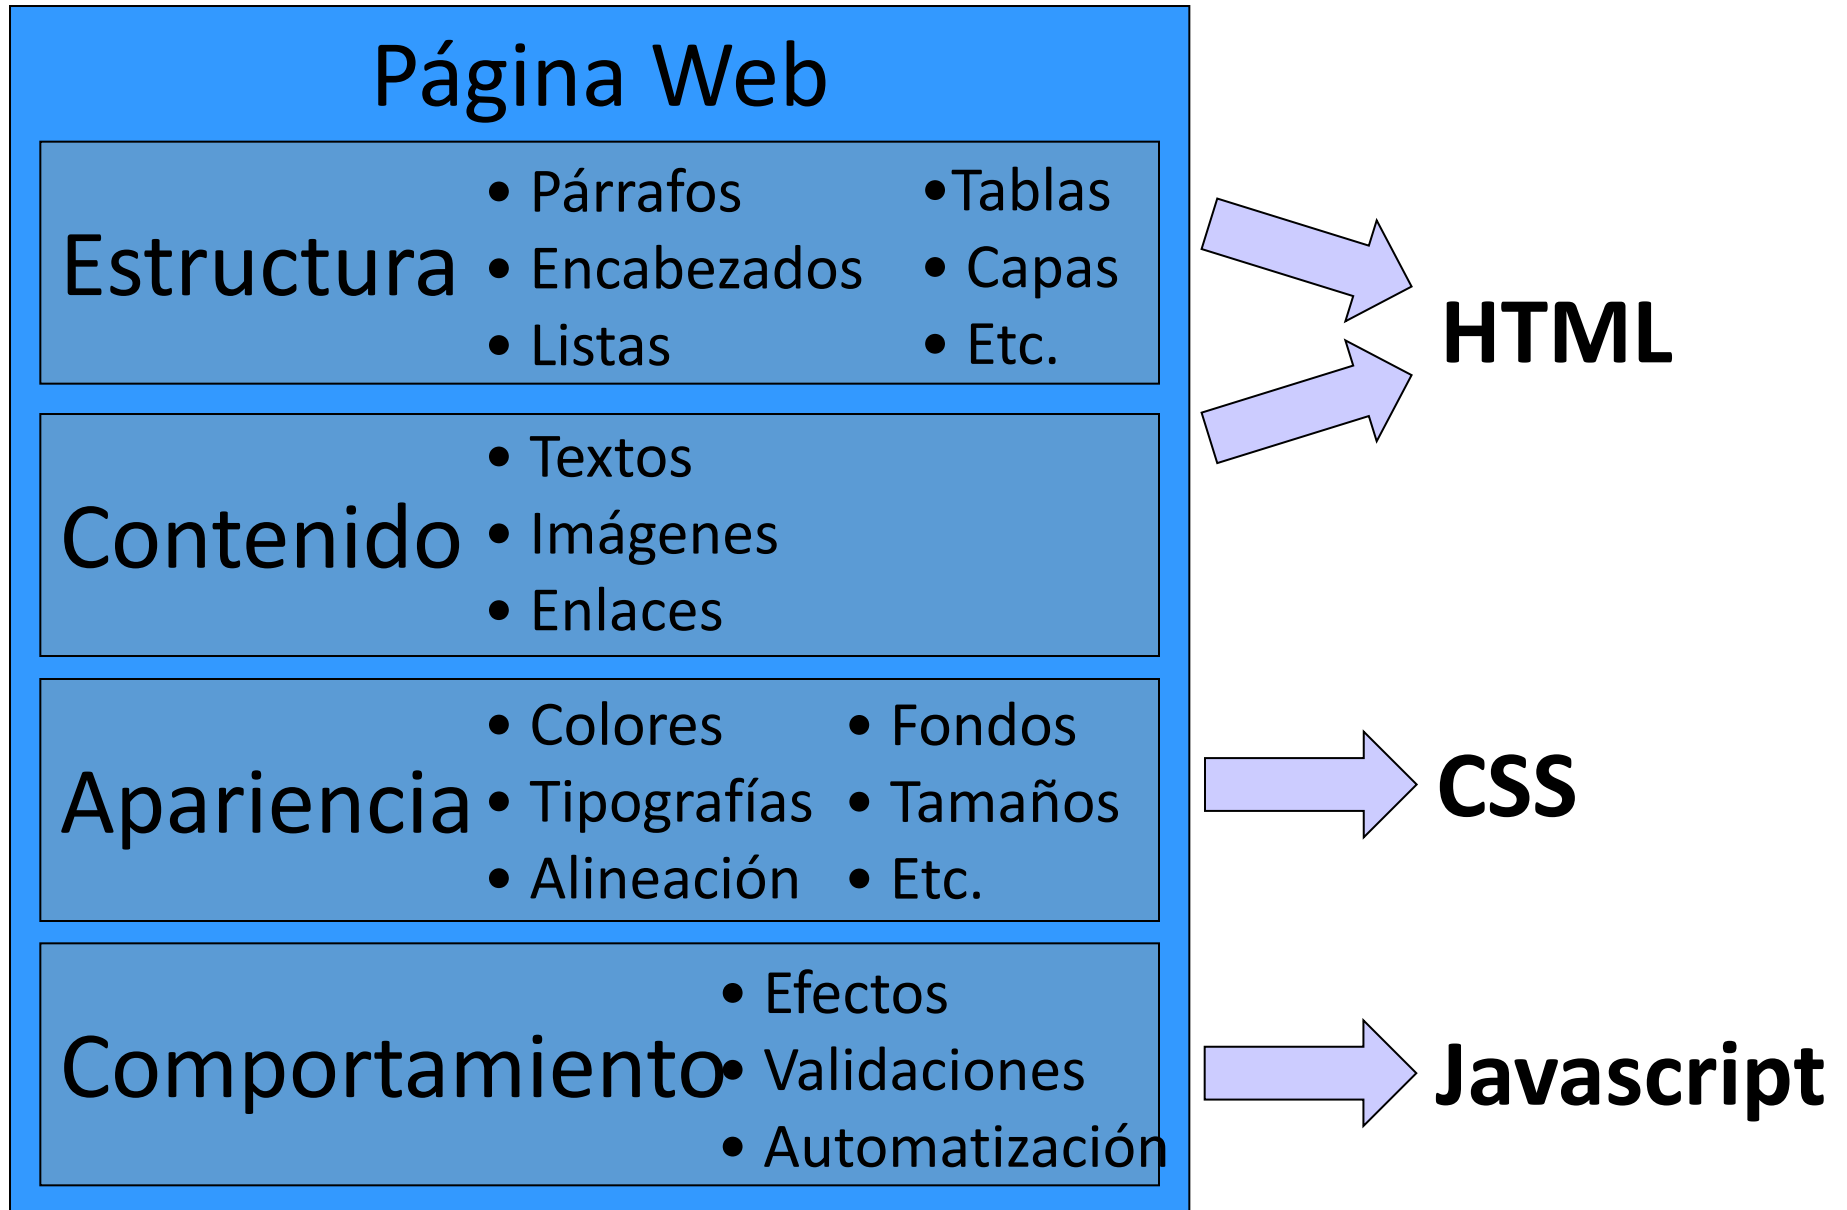 Página Web
Estructura
• Párrafos
• Encabezados
• Listas
•Tablas
• Capas
• Etc.
HTML
Contenido
• Textos
• Imágenes
• Enlaces
Apariencia
• Colores
• Tipografías
• Alineación
• Fondos
• Tamaños
• Etc.
CSS
Comportamiento
• Efectos
• Validaciones
• Automatización
Javascript